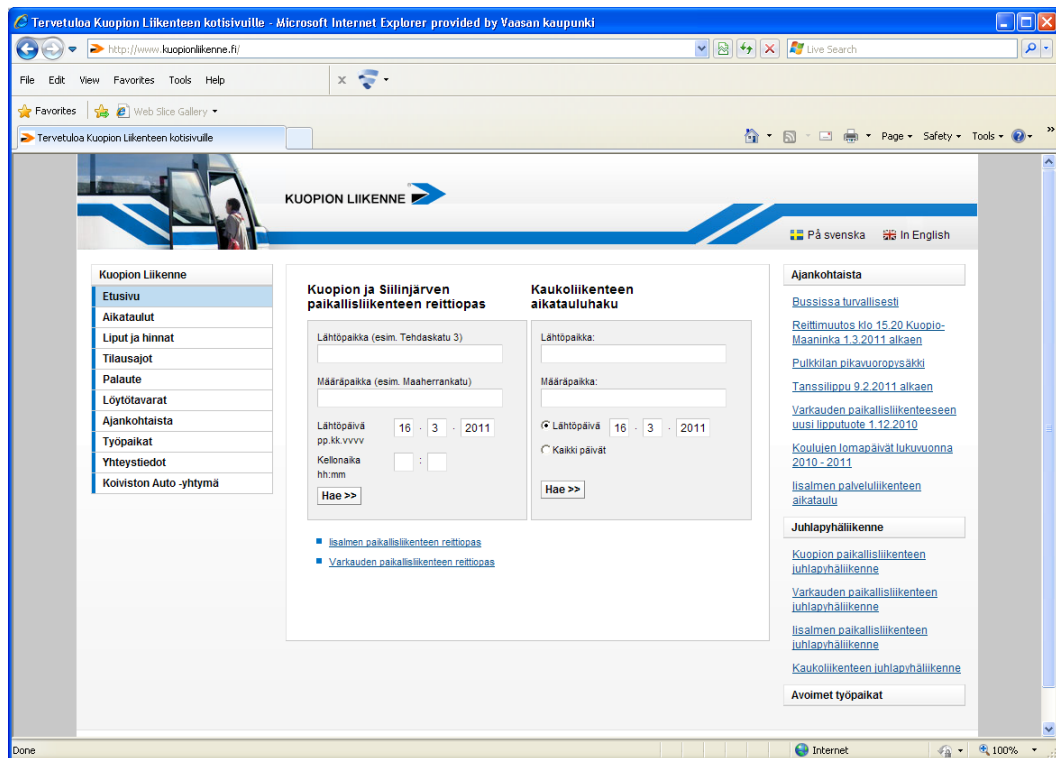 Tervetuloa Kuopion Liikenteen kotisivuille - Microsoft Internet Explorer provided by Vaasan kaupunki
http://www.kuopionliikenne.fi/
Live Search
File Edit View Favorites Tools Help
x
Favorites
Web Slice Gallery
Tervetuloa Kuopion Liikenteen kotisivuille
Page Safety Tools
KUOPION LIIKENNE
På svenska
In English
Kuopion Liikenne
Etusivu
Aikataulut
Liput ja hinnat
Tilausajot
Palaute
Löytötavarat
Ajankohtaista
Työpaikat
Yhteystiedot
Koiviston Auto -yhtymä
Kuopion ja Siilinjärven
paikallisliikenteen reittiopas
Lähtöpaikka (esim. Tehdaskatu 3)
Määräpaikka (esim. Maaherrankatu)
Lähtöpäivä
pp.kk.vvvv
16 . 3 . 2011
Kellonaika
hh:mm
:
Hae >>
Iisalmen paikallisliikenteen reittiopas
Varkauden paikallisliikenteen reittiopas
Kaukoliikenteen
aikatauluhaku
Lähtöpaikka:
Määräpaikka:
Lähtöpäivä 16 . 3 . 2011
Kaikki päivät
Hae >>
Ajankohtaista
Bussissa turvallisesti
Reittimuutos klo 15.20 Kuopio-
Maaninka 1.3.2011 alkaen
Pulkkilan pikavuoropysäkki
Tanssilippu 9.2.2011 alkaen
Varkauden paikallisliikenteeseen
uusi lipputuote 1.12.2010
Koulujen lomapäivät lukuvuonna
2010 - 2011
Iisalmen palveluliikenteen
aikataulu
Juhlapyhäliikenne
Kuopion paikallisliikenteen
juhlapyhäliikenne
Varkauden paikallisliikenteen
juhlapyhäliikenne
Iisalmen paikallisliikenteen
juhlapyhäliikenne
Kaukoliikenteen juhlapyhäliikenne
Avoimet työpaikat
Done
Internet
100%